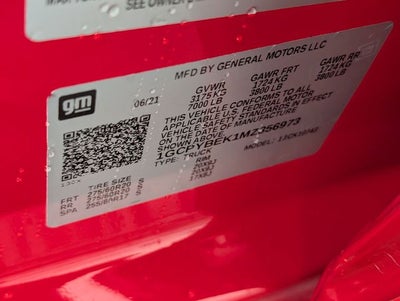 SEE OWNER
MFD BY GENERAL MOTORS LLC
gm
06/21
GVWR
GAWR FRT
GAWR RR
3175 KG
1724 KG
1724 KG
7000 LB
3800 LB
3800 LB
THIS VEHICLE CONFORMS TO ALL
APPLICABLE U.S. FEDERAL MOTOR
VEHICLE SAFETY STANDARDS IN EFFECT
ON THE DATE OF MANUFACTURE SHOWN ABOVE.
1GCPYBEK1MZ356973
TYPE: TRUCK
MODEL:
TIRE SIZE
RIM
FRT 275/60R20 S 20X9J
RR 275/60R20 S 20X9J
SPA 255/80R17 S 17X8J